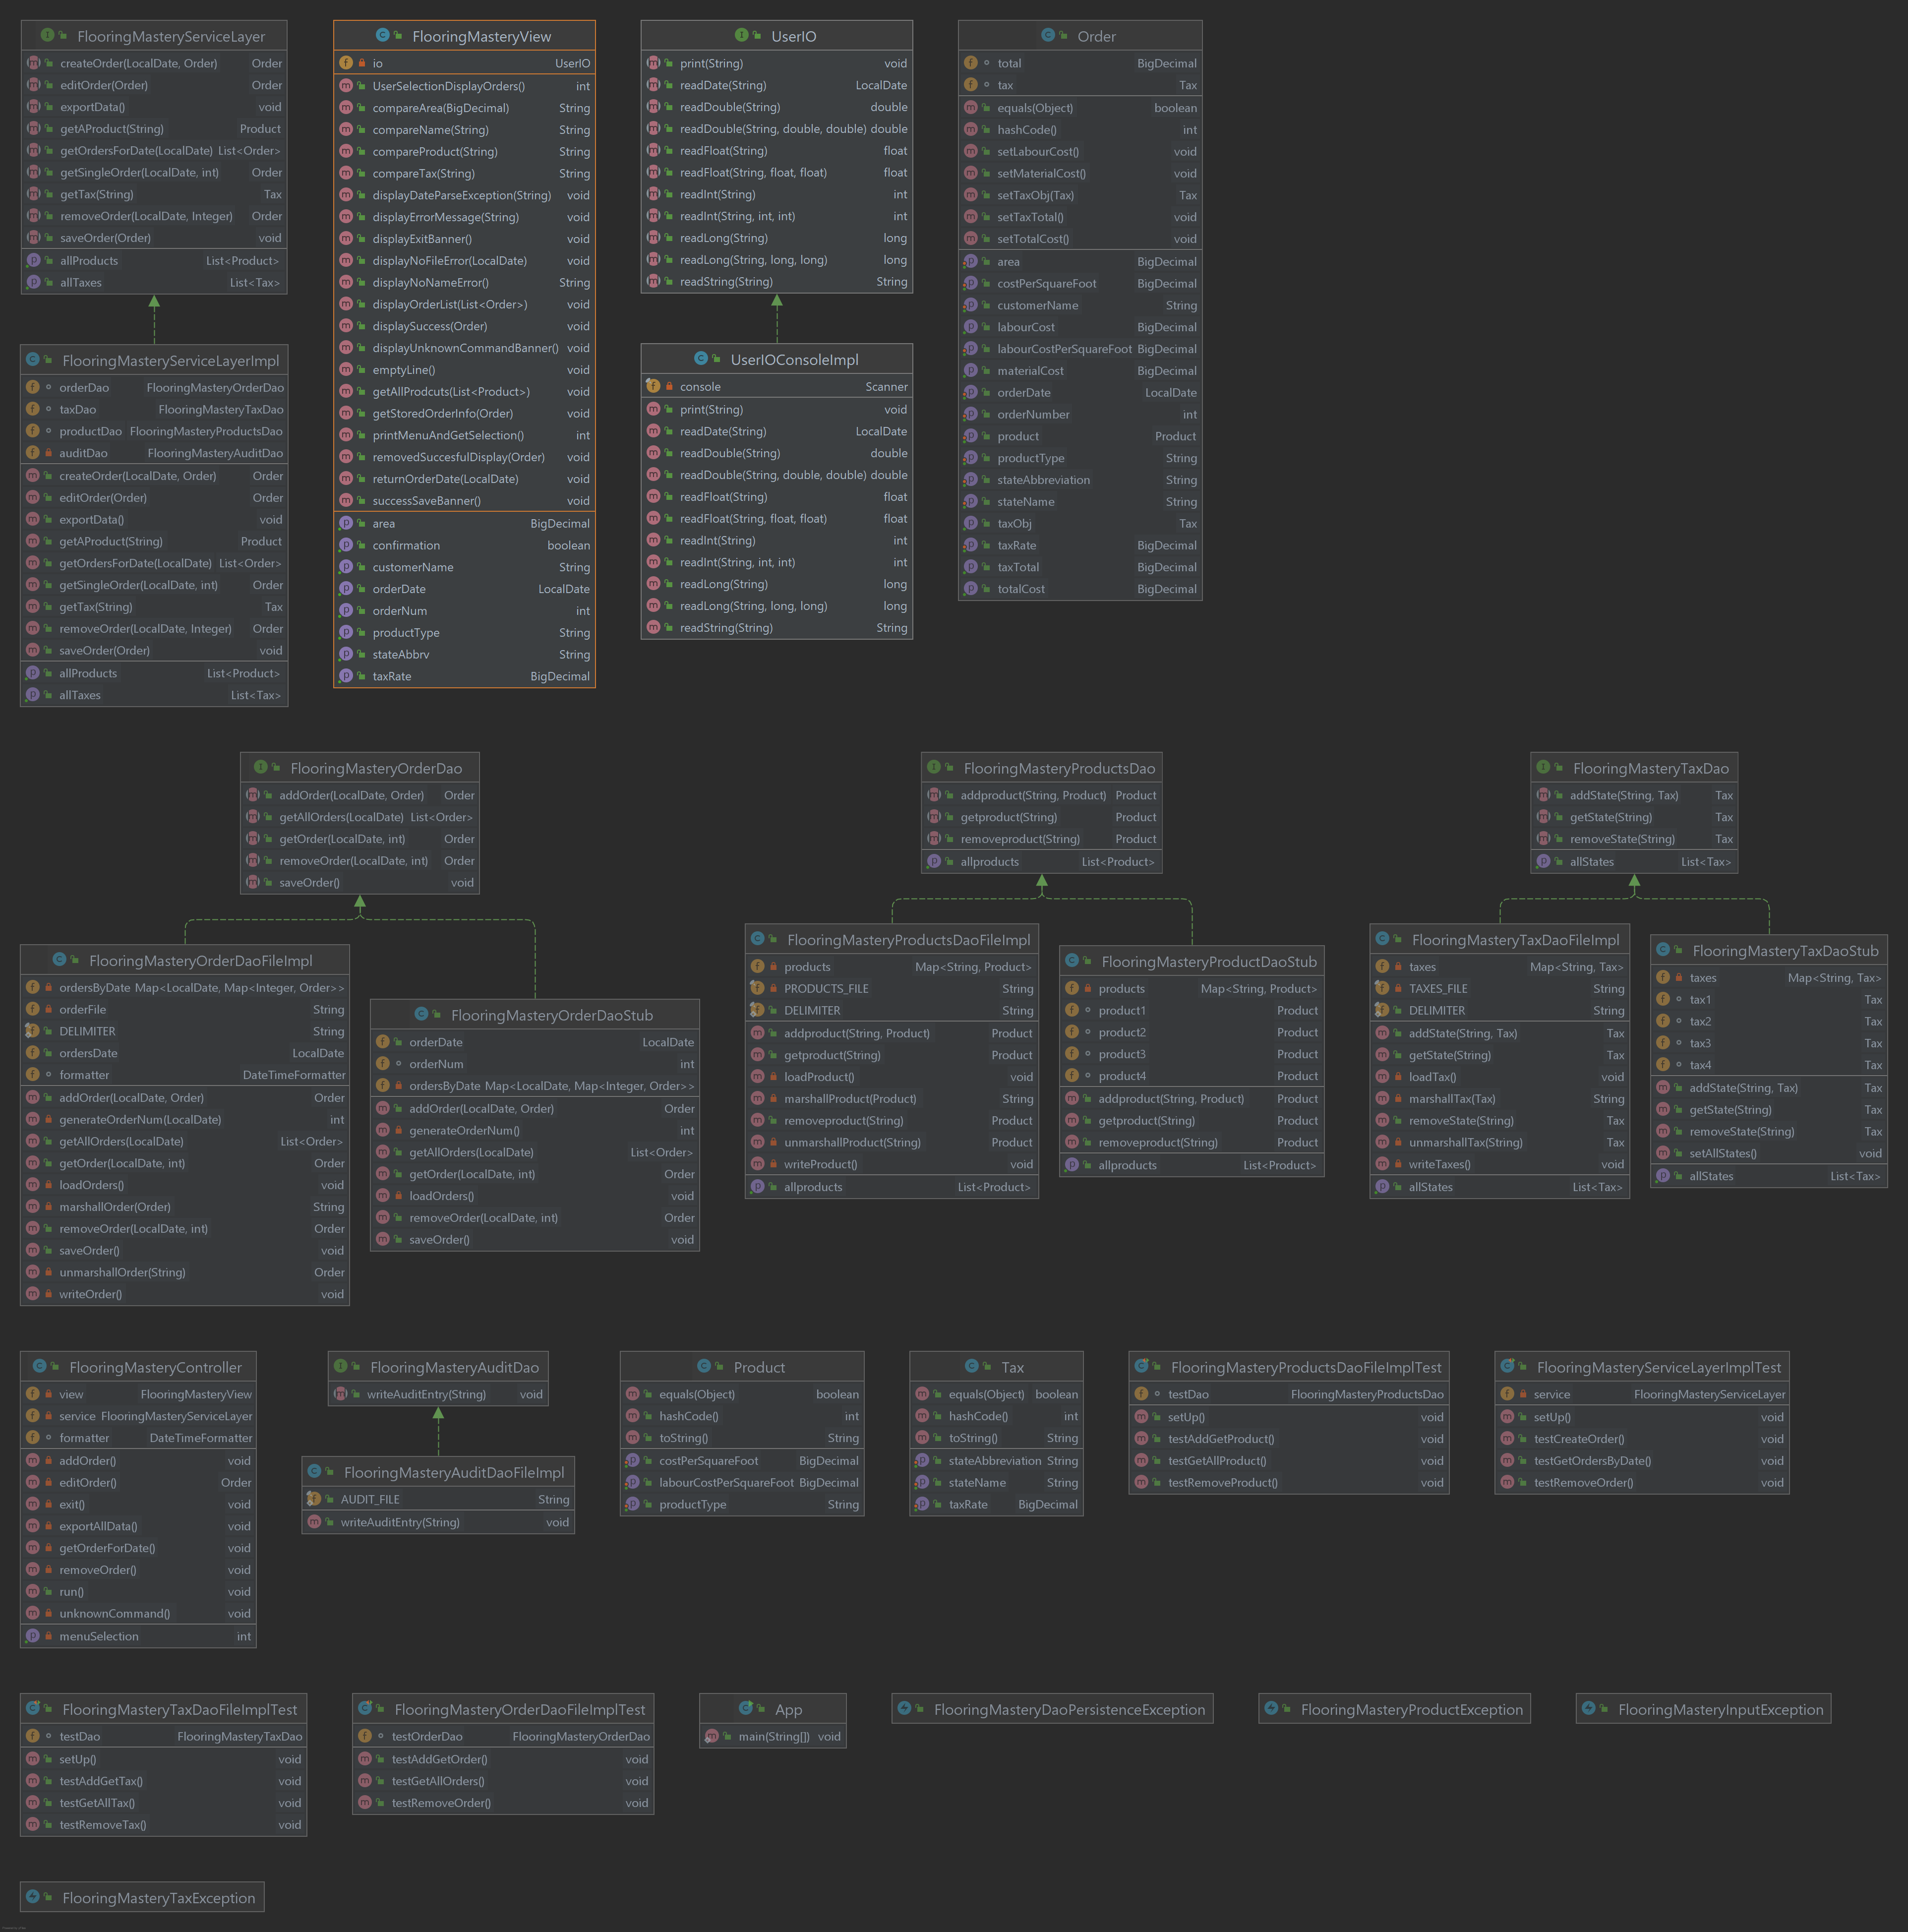 FlooringMasteryServiceLayer
createOrder(LocalDate, Order) Order
editOrder(Order) Order
exportData() void
getAProduct(String) Product
getOrdersForDate(LocalDate) List<Order>
getSingleOrder(LocalDate, int) Order
getTax(String) Tax
removeOrder(LocalDate, Integer) Order
saveOrder(Order) void
allProducts List<Product>
allTaxes List<Tax>
FlooringMasteryServiceLayerImpl
orderDao FlooringMasteryOrderDao
taxDao FlooringMasteryTaxDao
productDao FlooringMasteryProductsDao
auditDao FlooringMasteryAuditDao
createOrder(LocalDate, Order) Order
editOrder(Order) Order
exportData() void
getAProduct(String) Product
getOrdersForDate(LocalDate) List<Order>
getSingleOrder(LocalDate, int) Order
getTax(String) Tax
removeOrder(LocalDate, Integer) Order
saveOrder(Order) void
allProducts List<Product>
allTaxes List<Tax>
FlooringMasteryView
io UserIO
UserSelectionDisplayOrders() int
compareArea(BigDecimal) String
compareName(String) String
compareProduct(String) String
compareTax(String) String
displayDateParseException(String) void
displayErrorMessage(String) void
displayExitBanner() void
displayNoFileError(LocalDate) void
displayNoNameError() String
displayOrderList(List<Order>) void
displaySuccess(Order) void
displayUnknownCommandBanner() void
emptyLine() void
getAllProdcuts(List<Product>) void
getStoredOrderInfo(Order) void
printMenuAndGetSelection() int
removedSuccesfulDisplay(Order) void
returnOrderDate(LocalDate) void
successSaveBanner() void
area BigDecimal
confirmation boolean
customerName String
orderDate LocalDate
orderNum int
productType String
stateAbbrv String
taxRate BigDecimal
UserIO
print(String) void
readDate(String) LocalDate
readDouble(String) double
readDouble(String, double, double) double
readFloat(String) float
readFloat(String, float, float) float
readInt(String) int
readInt(String, int, int) int
readLong(String) long
readLong(String, long, long) long
readString(String) String
UserIOConsoleImpl
console Scanner
print(String) void
readDate(String) LocalDate
readDouble(String) double
readDouble(String, double, double) double
readFloat(String) float
readFloat(String, float, float) float
readInt(String) int
readInt(String, int, int) int
readLong(String) long
readLong(String, long, long) long
readString(String) String
Order
total BigDecimal
tax Tax
equals(Object) boolean
hashCode() int
setLabourCost() void
setMaterialCost() void
setTaxObj(Tax) Tax
setTaxTotal() void
setTotalCost() void
area BigDecimal
costPerSquareFoot BigDecimal
customerName String
labourCost BigDecimal
labourCostPerSquareFoot BigDecimal
materialCost BigDecimal
orderDate LocalDate
orderNumber int
product Product
productType String
stateAbbreviation String
stateName String
taxObj Tax
taxRate BigDecimal
taxTotal BigDecimal
totalCost BigDecimal
FlooringMasteryOrderDao
addOrder(LocalDate, Order) Order
getAllOrders(LocalDate) List<Order>
getOrder(LocalDate, int) Order
removeOrder(LocalDate, int) Order
saveOrder() void
FlooringMasteryOrderDaoFileImpl
ordersByDate Map<LocalDate, Map<Integer, Order>>
orderFile String
DELIMITER String
ordersDate LocalDate
formatter DateTimeFormatter
addOrder(LocalDate, Order) Order
generateOrderNum(LocalDate) int
getAllOrders(LocalDate) List<Order>
getOrder(LocalDate, int) Order
loadOrders() void
marshallOrder(Order) String
removeOrder(LocalDate, int) Order
saveOrder() void
unmarshallOrder(String) Order
writeOrder() void
FlooringMasteryOrderDaoStub
orderDate LocalDate
orderNum int
ordersByDate Map<LocalDate, Map<Integer, Order>>
addOrder(LocalDate, Order) Order
generateOrderNum() int
getAllOrders(LocalDate) List<Order>
getOrder(LocalDate, int) Order
loadOrders() void
removeOrder(LocalDate, int) Order
saveOrder() void
FlooringMasteryProductsDao
addproduct(String, Product) Product
getproduct(String) Product
removeproduct(String) Product
allproducts List<Product>
FlooringMasteryProductsDaoFileImpl
products Map<String, Product>
PRODUCTS_FILE String
DELIMITER String
addproduct(String, Product) Product
getproduct(String) Product
loadProduct() void
marshallProduct(Product) String
removeproduct(String) Product
unmarshallProduct(String) Product
writeProduct() void
allproducts List<Product>
FlooringMasteryProductDaoStub
products Map<String, Product>
product1 Product
product2 Product
product3 Product
product4 Product
addproduct(String, Product) Product
getproduct(String) Product
removeproduct(String) Product
allproducts List<Product>
FlooringMasteryTaxDao
addState(String, Tax) Tax
getState(String) Tax
removeState(String) Tax
allStates List<Tax>
FlooringMasteryTaxDaoFileImpl
taxes Map<String, Tax>
TAXES_FILE String
DELIMITER String
addState(String, Tax) Tax
getState(String) Tax
loadTax() void
marshallTax(Tax) String
removeState(String) Tax
unmarshallTax(String) Tax
writeTaxes() void
allStates List<Tax>
FlooringMasteryTaxDaoStub
taxes Map<String, Tax>
tax1 Tax
tax2 Tax
tax3 Tax
tax4 Tax
addState(String, Tax) Tax
getState(String) Tax
removeState(String) Tax
setAllStates() void
allStates List<Tax>
FlooringMasteryController
view FlooringMasteryView
service FlooringMasteryServiceLayer
formatter DateTimeFormatter
addOrder() void
editOrder() Order
exit() void
exportAllData() void
getOrderForDate() void
removeOrder() void
run() void
unknownCommand() void
menuSelection int
FlooringMasteryAuditDao
writeAuditEntry(String) void
FlooringMasteryAuditDaoFileImpl
AUDIT_FILE String
writeAuditEntry(String) void
Product
equals(Object) boolean
hashCode() int
toString() String
costPerSquareFoot BigDecimal
labourCostPerSquareFoot BigDecimal
productType String
Tax
equals(Object) boolean
hashCode() int
toString() String
stateAbbreviation String
stateName String
taxRate BigDecimal
FlooringMasteryProductsDaoFileImplTest
testDao FlooringMasteryProductsDao
setUp() void
testAddGetProduct() void
testGetAllProduct() void
testRemoveProduct() void
FlooringMasteryServiceLayerImplTest
service FlooringMasteryServiceLayer
setUp() void
testCreateOrder() void
testGetOrdersByDate() void
testRemoveOrder() void
FlooringMasteryTaxDaoFileImplTest
testDao FlooringMasteryTaxDao
setUp() void
testAddGetTax() void
testGetAllTax() void
testRemoveTax() void
FlooringMasteryOrderDaoFileImplTest
testOrderDao FlooringMasteryOrderDao
testAddGetOrder() void
testGetAllOrders() void
testRemoveOrder() void
App
main(String[]) void
FlooringMasteryDaoPersistenceException
FlooringMasteryProductException
FlooringMasteryInputException
FlooringMasteryTaxException